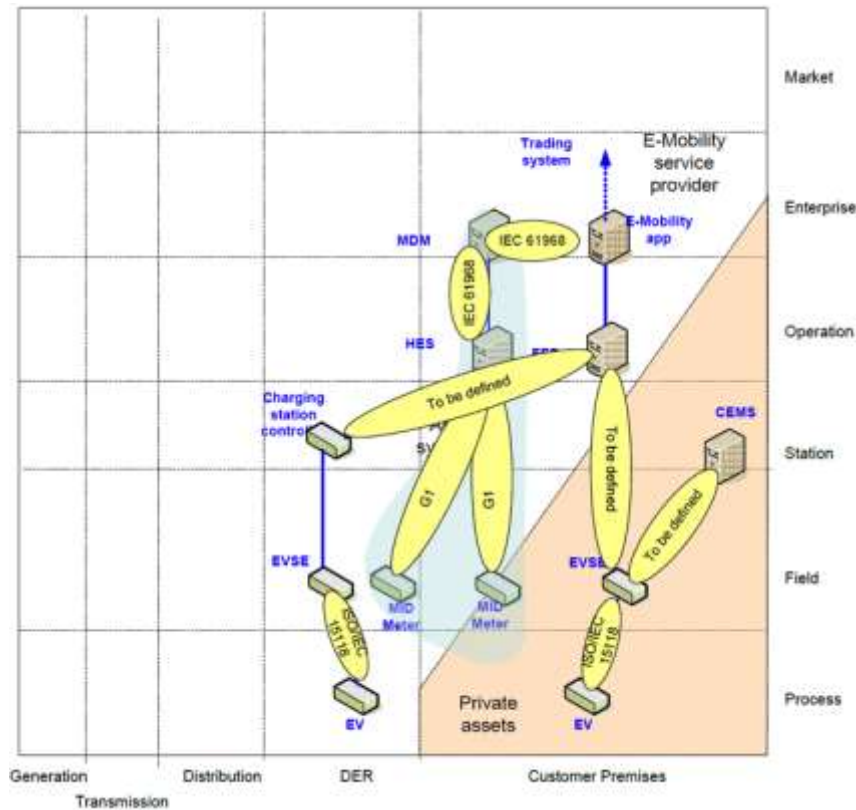 Market
Trading
system
E-Mobility
service
provider
Enterprise
MDM
IEC 61968
E-Mobility
app
IEC 61968
Operation
HES
To be defined
Charging
station
CEMS
Station
G1
G1
To be defined
To be defined
EVSE
EVSE
Field
MID
Meter
MID
Meter
ISO/IEC
15118
ISO/IEC
15118
Private
assets
Process
EV
EV
Generation
Distribution
DER
Customer Premises
Transmission